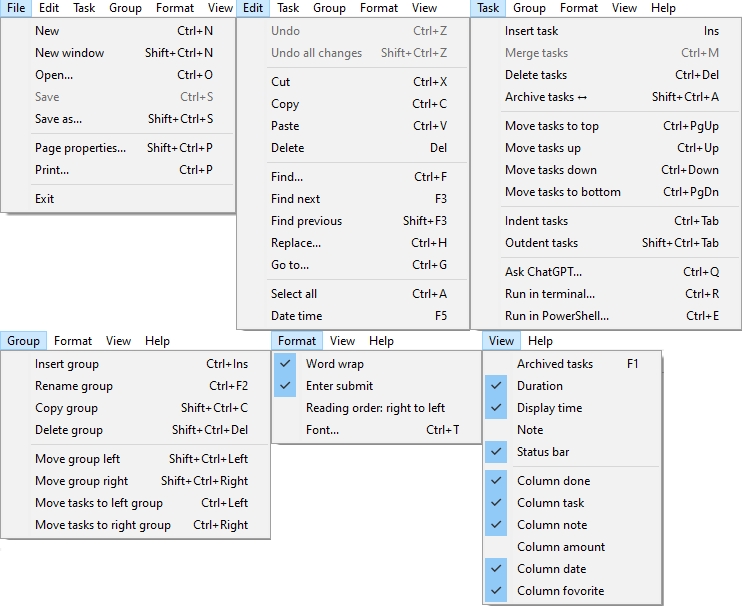 File Edit Task Group Format View
New Ctrl+N
New window Shift+Ctrl+N
Open... Ctrl+O
Save Ctrl+S
Save as... Shift+Ctrl+S
Page properties... Shift+Ctrl+P
Print... Ctrl+P
Exit
Edit Task Group Format View
Undo Ctrl+Z
Undo all changes Shift+Ctrl+Z
Cut Ctrl+X
Copy Ctrl+C
Paste Ctrl+V
Delete Del
Find... Ctrl+F
Find next F3
Find previous Shift+F3
Replace... Ctrl+H
Go to... Ctrl+G
Select all Ctrl+A
Date time F5
Task Group Format View Help
Insert task Ins
Merge tasks Ctrl+M
Delete tasks Ctrl+Del
Archive tasks ↔ Shift+Ctrl+A
Move tasks to top Ctrl+PgUp
Move tasks up Ctrl+Up
Move tasks down Ctrl+Down
Move tasks to bottom Ctrl+PgDn
Indent tasks Ctrl+Tab
Outdent tasks Shift+Ctrl+Tab
Ask ChatGPT... Ctrl+Q
Run in terminal... Ctrl+R
Run in PowerShell... Ctrl+E
Group Format View Help
Insert group Ctrl+Ins
Rename group Ctrl+F2
Copy group Shift+Ctrl+C
Delete group Shift+Ctrl+Del
Move group left Shift+Ctrl+Left
Move group right Shift+Ctrl+Right
Move tasks to left group Ctrl+Left
Move tasks to right group Ctrl+Right
Format View Help
Word wrap
Enter submit
Reading order: right to left
Font... Ctrl+T
View Help
Archived tasks F1
Duration
Display time
Note
Status bar
Column done
Column task
Column note
Column amount
Column date
Column fovorite